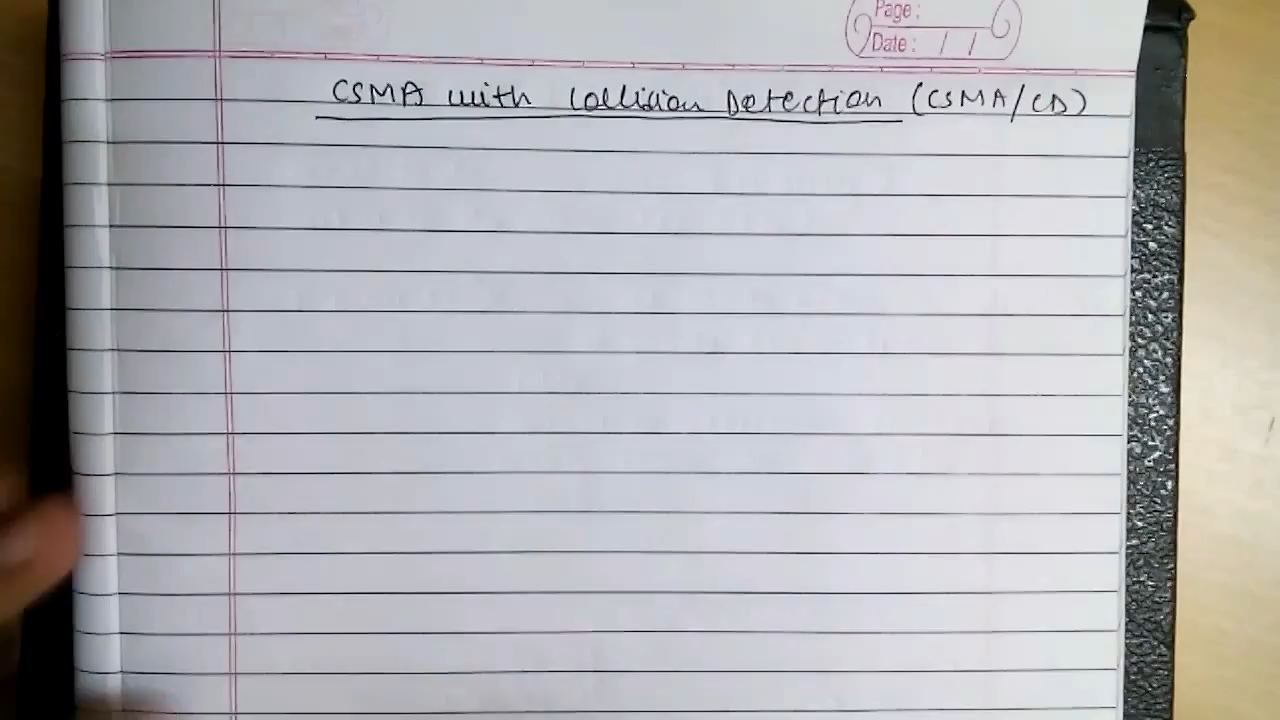 Page:
Date: / /
CSMA with Collision Detection (CSMA/CD)